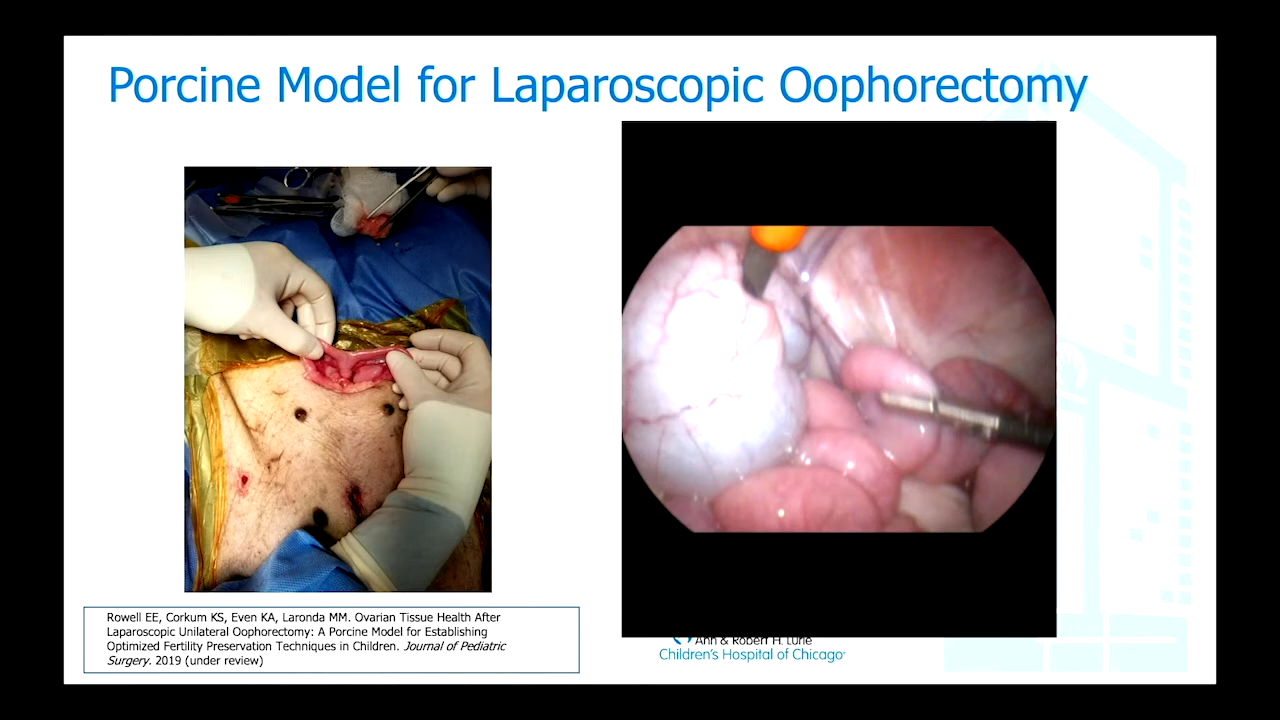 Porcine Model for Laparoscopic Oophorectomy
Rowell EE, Corkum KS, Even KA, Laronda MM. Ovarian Tissue Health After
Laparoscopic Unilateral Oophorectomy: A Porcine Model for Establishing
Optimized Fertility Preservation Techniques in Children. Journal of Pediatric
Surgery. 2019 (under review)
Ann & Robert H. Lurie
Children's Hospital of Chicago